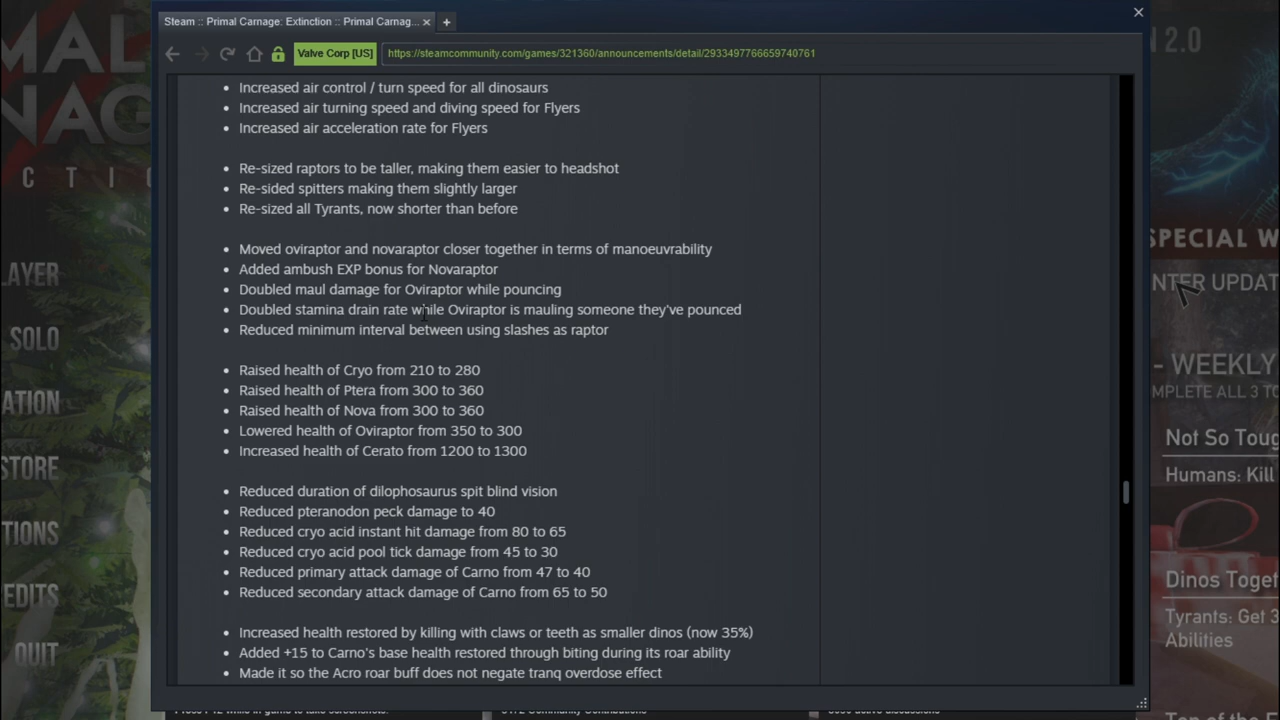 Steam :: Primal Carnage: Extinction :: Primal Carnag...
Valve Corp [US]
https://steamcommunity.com/games/321360/announcements/detail/2933497766659740761
Increased air control / turn speed for all dinosaurs
Increased air turning speed and diving speed for Flyers
Increased air acceleration rate for Flyers
Re-sized raptors to be taller, making them easier to headshot
Re-sided spitters making them slightly larger
Re-sized all Tyrants, now shorter than before
Moved oviraptor and novaraptor closer together in terms of manoeuvrability
Added ambush EXP bonus for Novaraptor
Doubled maul damage for Oviraptor while pouncing
Doubled stamina drain rate while Oviraptor is mauling someone they've pounced
Reduced minimum interval between using slashes as raptor
Raised health of Cryo from 210 to 280
Raised health of Ptera from 300 to 360
Raised health of Nova from 300 to 360
Lowered health of Oviraptor from 350 to 300
Increased health of Cerato from 1200 to 1300
Reduced duration of dilophosaurus spit blind vision
Reduced pteranodon peck damage to 40
Reduced cryo acid instant hit damage from 80 to 65
Reduced cryo acid pool tick damage from 45 to 30
Reduced primary attack damage of Carno from 47 to 40
Reduced secondary attack damage of Carno from 65 to 50
Increased health restored by killing with claws or teeth as smaller dinos (now 35%)
Added +15 to Carno's base health restored through biting during its roar ability
Made it so the Acro roar buff does not negate tranq overdose effect
MAL
NAG
C T I
LAYER
SOLO
ATION
STORE
TIONS
EDITS
QUIT
N 2.0
SPECIAL W
NTER UPDAT
- WEEKLY
MPLETE ALL 3 TO
Not So Toug
Humans: Kill
Dinos Toget
Tyrants: Get 3
Abilities